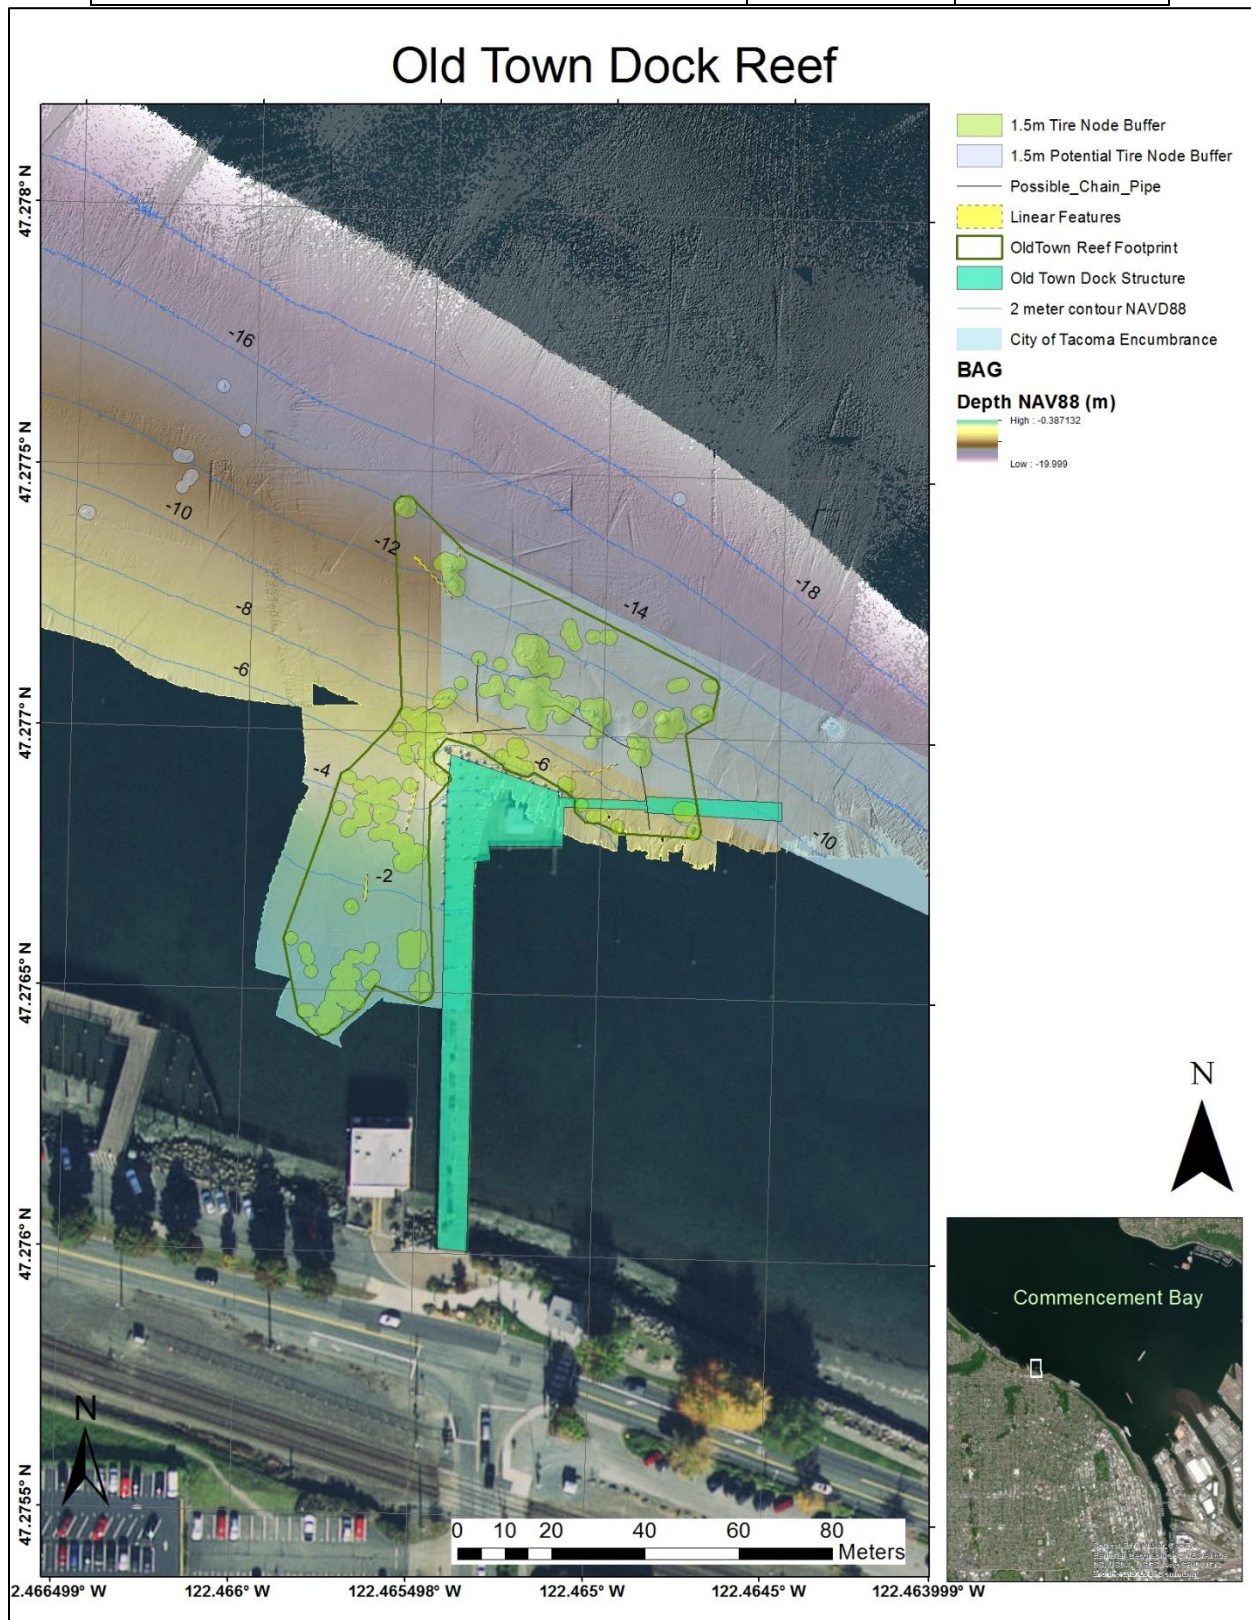 Old Town Dock Reef
1.5m Tire Node Buffer
1.5m Potential Tire Node Buffer
Possible_Chain_Pipe
Linear Features
OldTown Reef Footprint
Old Town Dock Structure
2 meter contour NAVD88
City of Tacoma Encumbrance
BAG
Depth NAV88 (m)
High : -0.387132
Low : -19.999
47.278° N
47.2775° N
47.277° N
47.2765° N
47.276° N
47.2755° N
-16
-10
-12
-8
-14
-18
-6
-6
-4
-10
-2
N
Commencement Bay
N
0 10 20 40 60 80
Meters
2.466499° W 122.466° W 122.465498° W 122.465° W 122.4645° W 122.463999° W